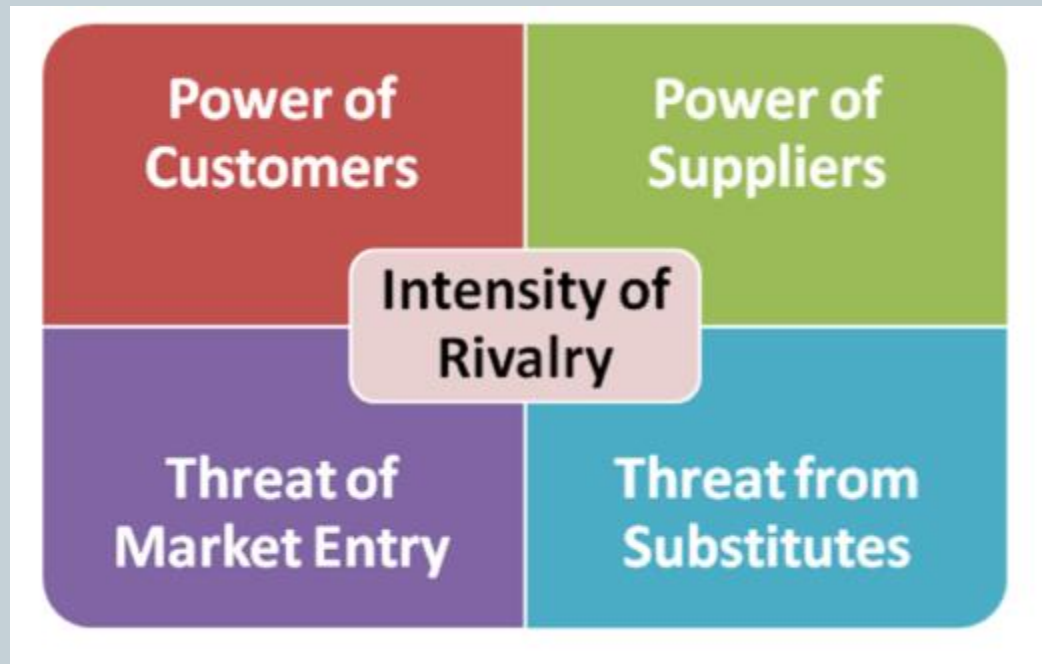 Power of
Customers
Power of
Suppliers
Intensity of
Rivalry
Threat of
Market Entry
Threat from
Substitutes